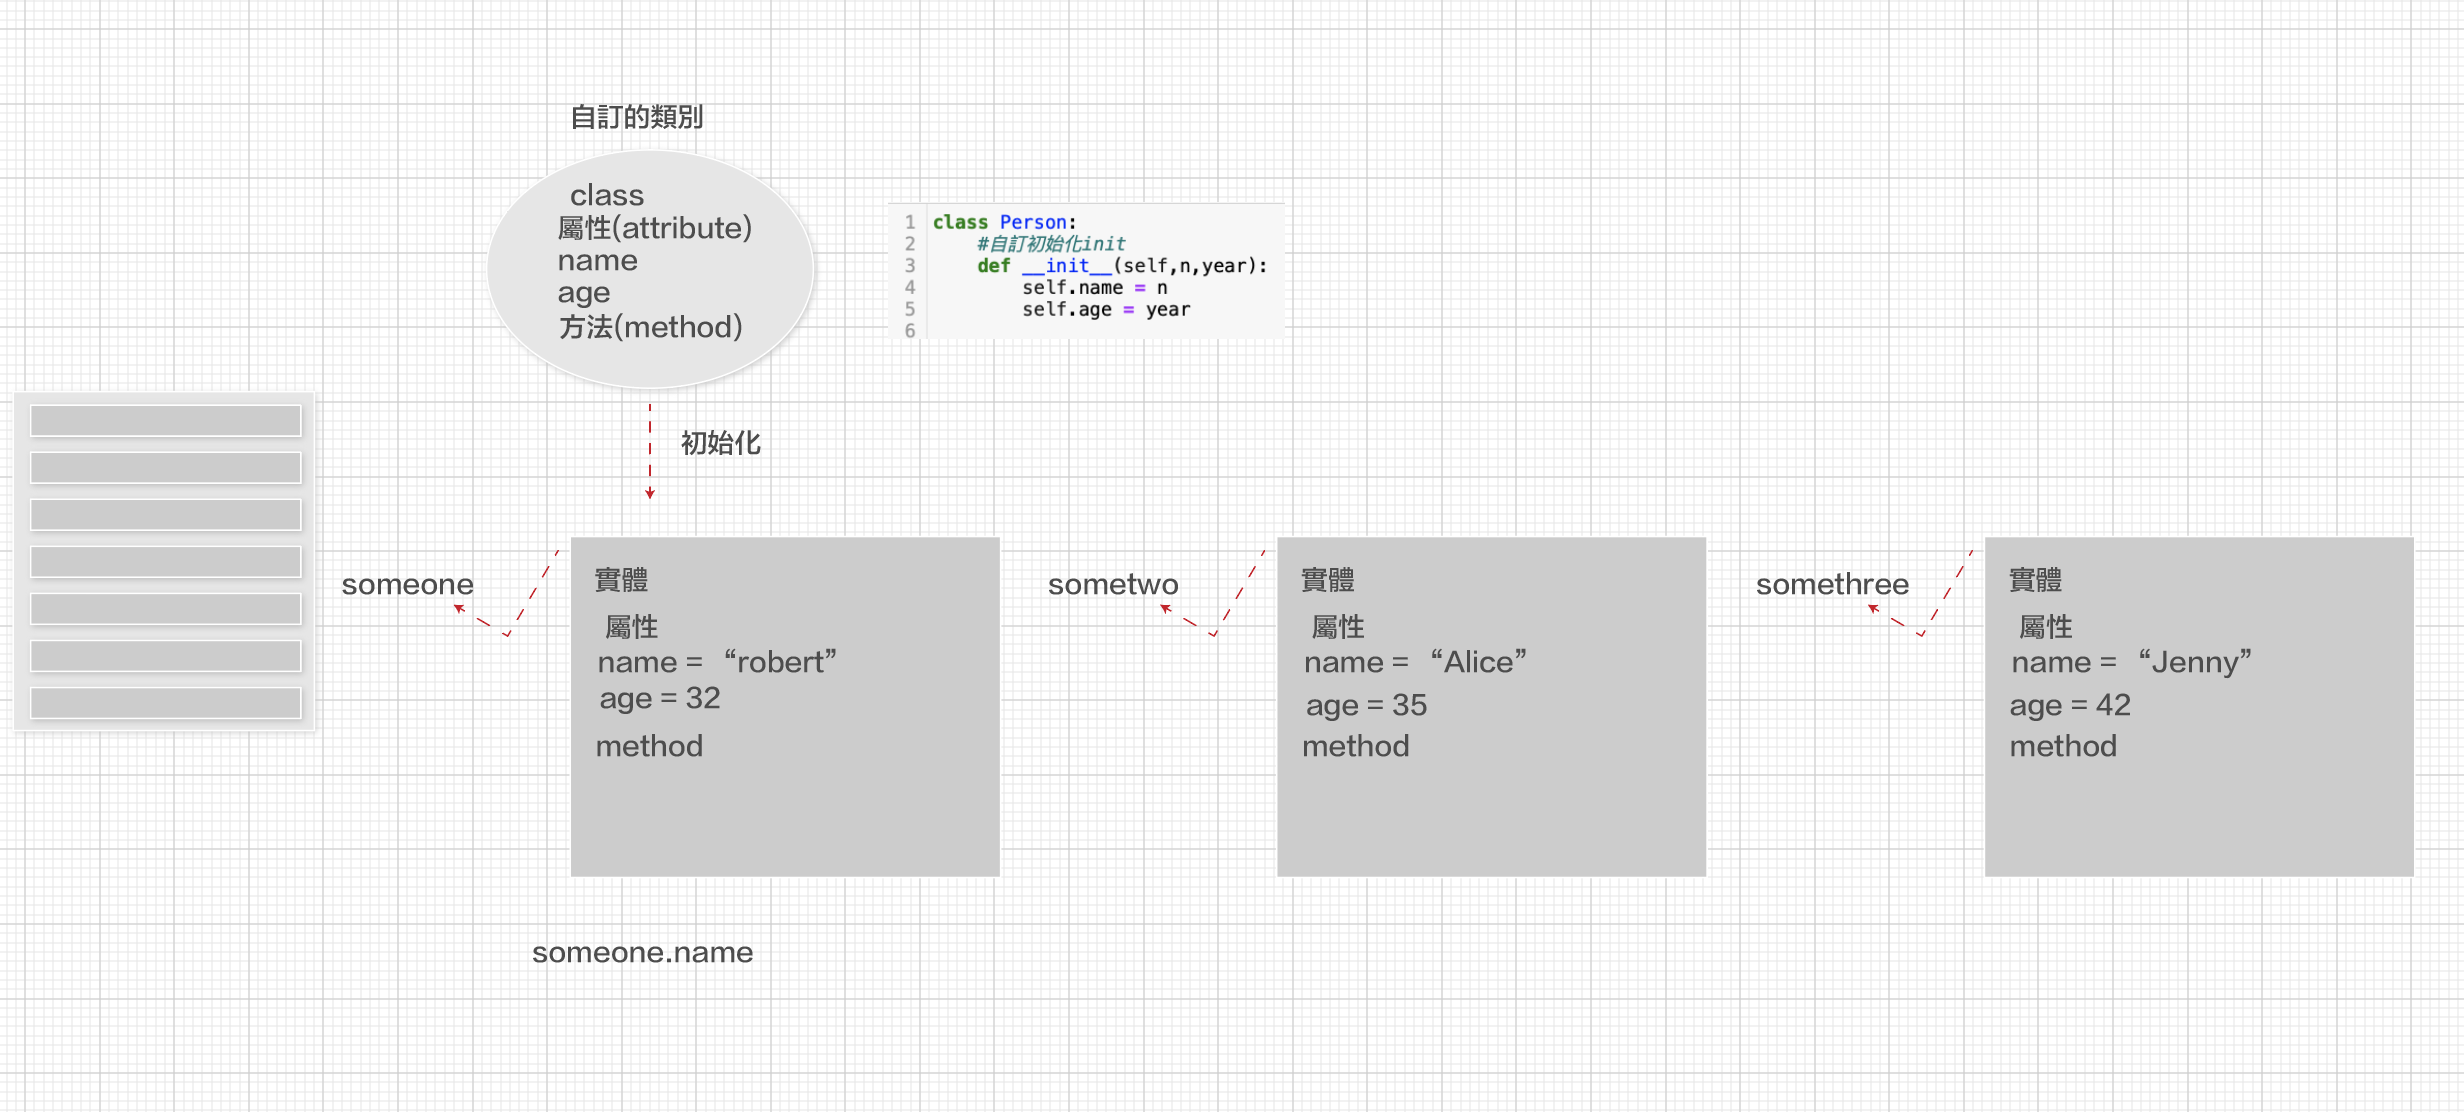 自訂的類別
class
屬性(attribute)
name
age
方法(method)
1 class Person:
2 #自訂初始化init
3 def __init__(self,n,year):
4 self.name = n
5 self.age = year
6
初始化
someone
實體
屬性
name = “robert”
age = 32
method
sometwo
實體
屬性
name = “Alice”
age = 35
method
somethree
實體
屬性
name = “Jenny”
age = 42
method
someone.name